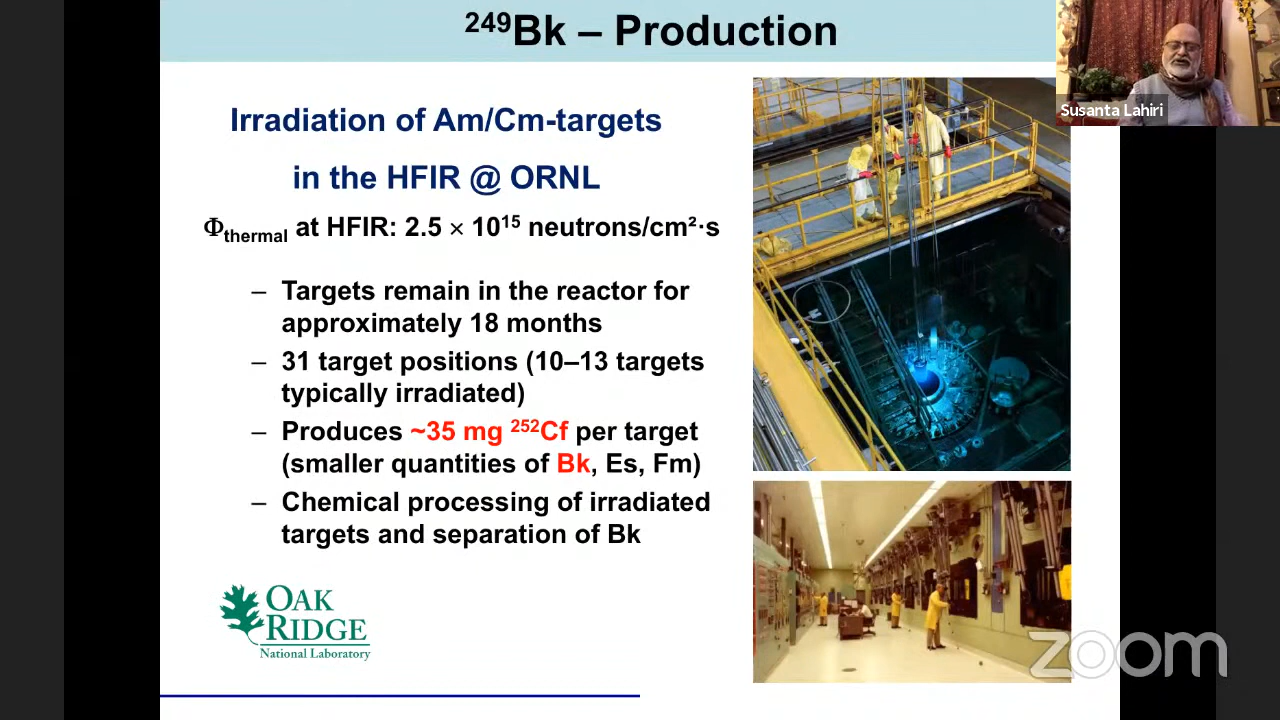 ²⁴⁹Bk – Production
Susanta Lahiri
Irradiation of Am/Cm-targets
in the HFIR @ ORNL
Φthermal at HFIR: 2.5 × 10¹⁵ neutrons/cm²·s
– Targets remain in the reactor for
approximately 18 months
– 31 target positions (10–13 targets
typically irradiated)
– Produces ~35 mg ²⁵²Cf per target
(smaller quantities of Bk, Es, Fm)
– Chemical processing of irradiated
targets and separation of Bk
OAK
RIDGE
National Laboratory
zoom